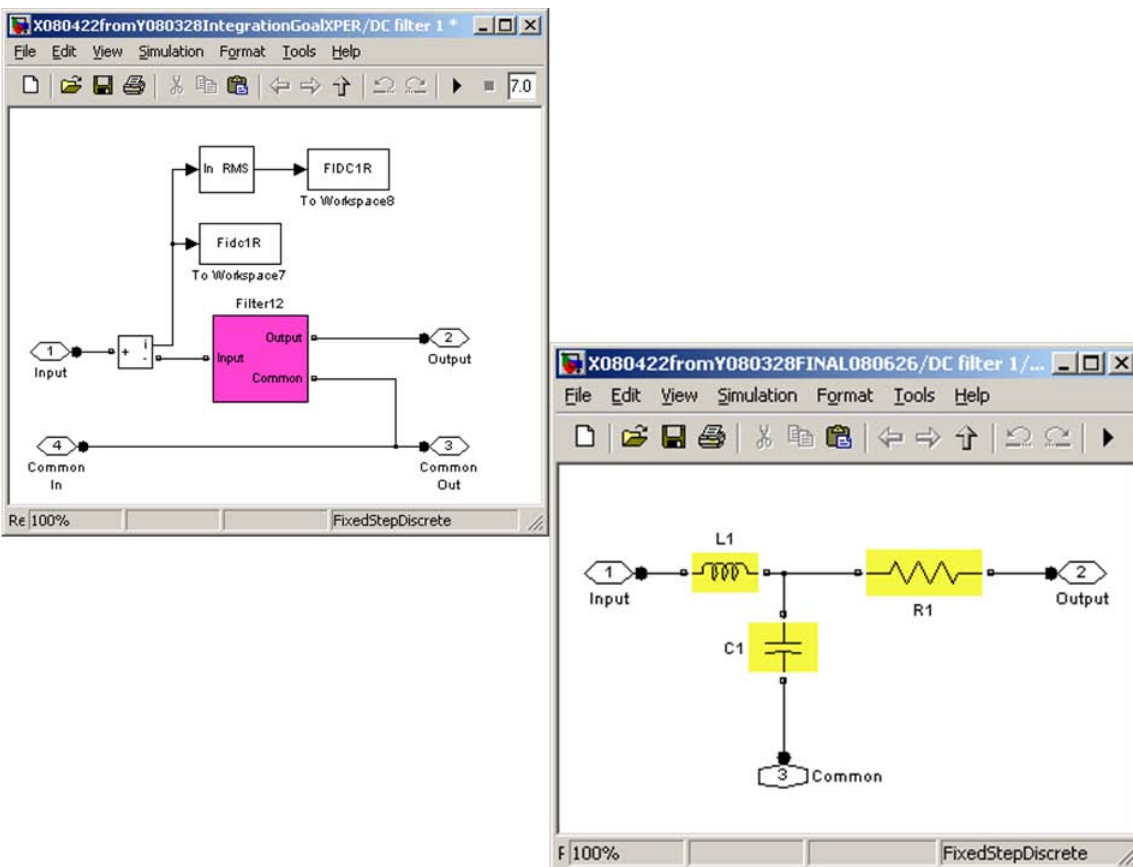 X080422fromY080328IntegrationGoalXPER/DC filter 1 *
File Edit View Simulation Format Tools Help
7.0
In RMS
FIDC1R
To Workspace8
Fidc1R
To Workspace7
Filter12
1
Input
+
i
-
Input
Output
Common
2
Output
4
Common
In
3
Common
Out
Re 100%
FixedStepDiscrete
X080422fromY080328FINAL080626/DC filter 1/...
File Edit View Simulation Format Tools Help
L1
1
Input
R1
2
Output
C1
3
Common
F 100%
FixedStepDiscrete